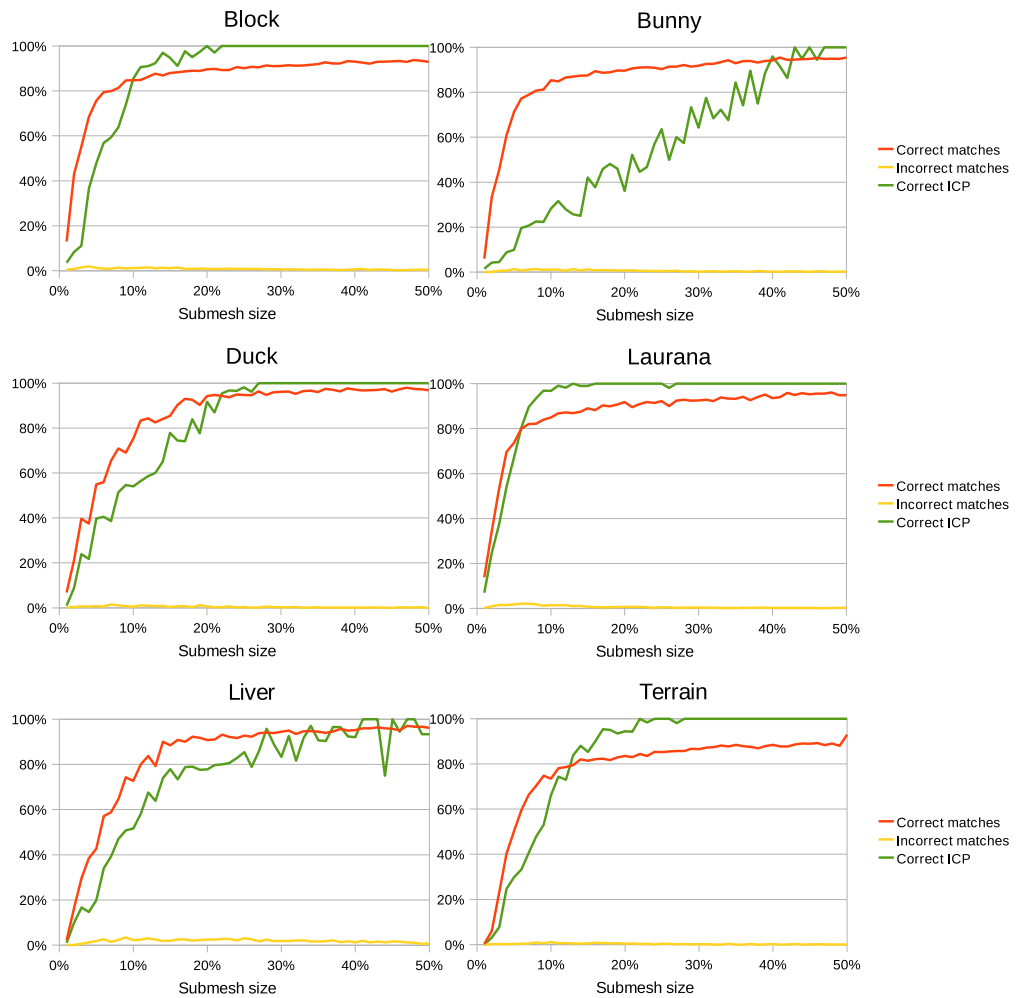 Block
100%
80%
60%
40%
20%
0%
0% 10% 20% 30% 40% 50%
Submesh size
Bunny
100%
80%
60%
40%
20%
0%
0% 10% 20% 30% 40% 50%
Submesh size
Correct matches
Incorrect matches
Correct ICP
Duck
100%
80%
60%
40%
20%
0%
0% 10% 20% 30% 40% 50%
Submesh size
Laurana
100%
80%
60%
40%
20%
0%
0% 10% 20% 30% 40% 50%
Submesh size
Correct matches
Incorrect matches
Correct ICP
Liver
100%
80%
60%
40%
20%
0%
0% 10% 20% 30% 40% 50%
Submesh size
Terrain
100%
80%
60%
40%
20%
0%
0% 10% 20% 30% 40% 50%
Submesh size
Correct matches
Incorrect matches
Correct ICP